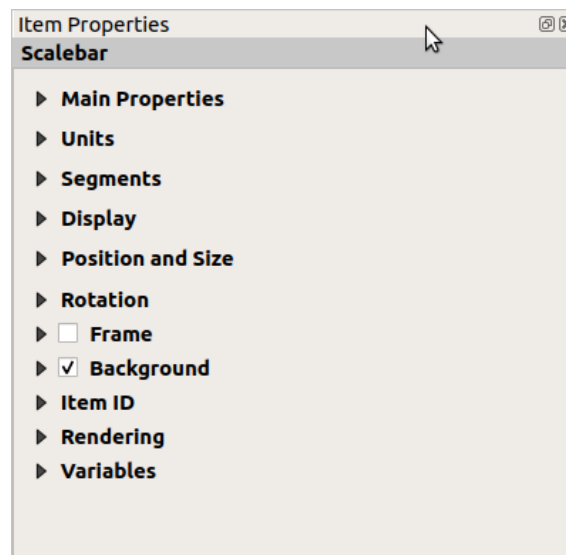 Item Properties
Scalebar
Main Properties
Units
Segments
Display
Position and Size
Rotation
Frame
Background
Item ID
Rendering
Variables